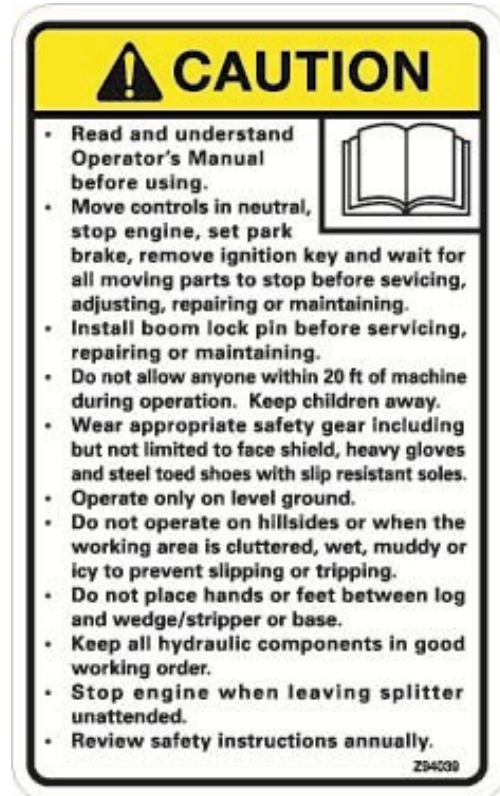 CAUTION
• Read and understand
Operator's Manual
before using.
• Move controls in neutral,
stop engine, set park
brake, remove ignition key and wait for
all moving parts to stop before sevicing,
adjusting, repairing or maintaining.
• Install boom lock pin before servicing,
repairing or maintaining.
• Do not allow anyone within 20 ft of machine
during operation. Keep children away.
• Wear appropriate safety gear including
but not limited to face shield, heavy gloves
and steel toed shoes with slip resistant soles.
• Operate only on level ground.
• Do not operate on hillsides or when the
working area is cluttered, wet, muddy or
icy to prevent slipping or tripping.
• Do not place hands or feet between log
and wedge/stripper or base.
• Keep all hydraulic components in good
working order.
• Stop engine when leaving splitter
unattended.
• Review safety instructions annually.
Z94039